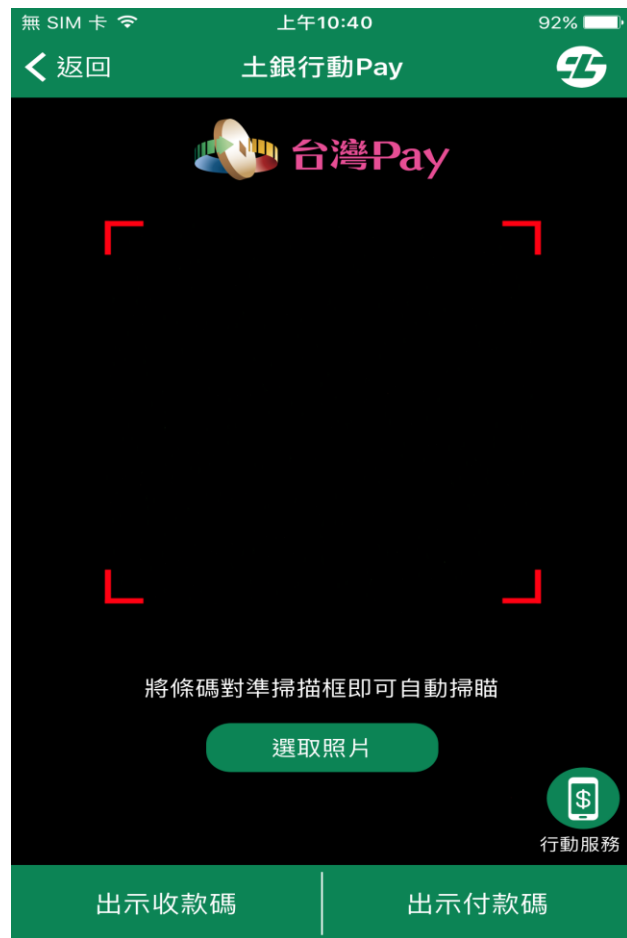 無 SIM 卡 上午10:40 92%
返回 土銀行動Pay
台灣Pay
將條碼對準掃描框即可自動掃瞄
選取照片
$
行動服務
出示收款碼 出示付款碼